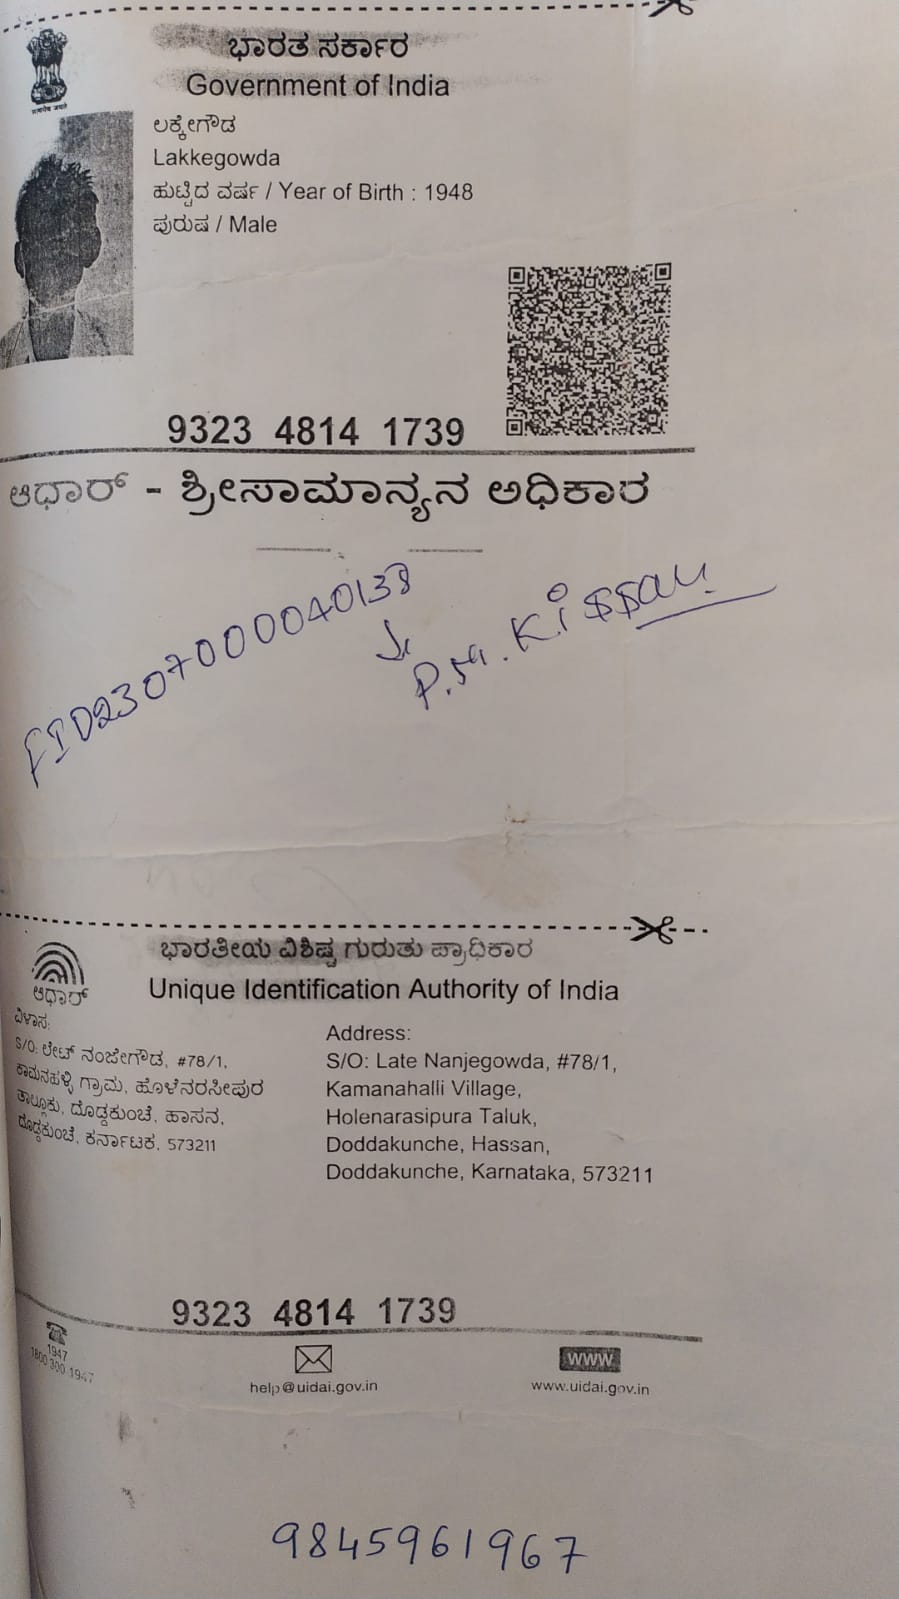 ಭಾರತ ಸರ್ಕಾರ
Government of India
ಲಕ್ಕೇಗೌಡ
Lakkegowda
ಹುಟ್ಟಿದ ವರ್ಷ / Year of Birth : 1948
ಪುರುಷ / Male
9323 4814 1739
ಆಧಾರ್ - ಶ್ರೀಸಾಮಾನ್ಯನ ಅಧಿಕಾರ
FID2307000040138
P.M. Kissan
ಭಾರತೀಯ ವಿಶಿಷ್ಟ ಗುರುತು ಪ್ರಾಧಿಕಾರ
Unique Identification Authority of India
ಆಧಾರ್
ವಿಳಾಸ:
S/O: ಲೇಟ್ ನಂಜೇಗೌಡ, #78/1,
ಕಾಮನಹಳ್ಳಿ ಗ್ರಾಮ, ಹೊಳೆನರಸೀಪುರ
ತಾಲ್ಲೂಕು, ದೊಡ್ಡಕುಂಚೆ, ಹಾಸನ,
ದೊಡ್ಡಕುಂಚೆ, ಕರ್ನಾಟಕ, 573211
Address:
S/O: Late Nanjegowda, #78/1,
Kamanahalli Village,
Holenarasipura Taluk,
Doddakunche, Hassan,
Doddakunche, Karnataka, 573211
9323 4814 1739
1947
1800 300 1947
help@uidai.gov.in
WWW
www.uidai.gov.in
9845961967